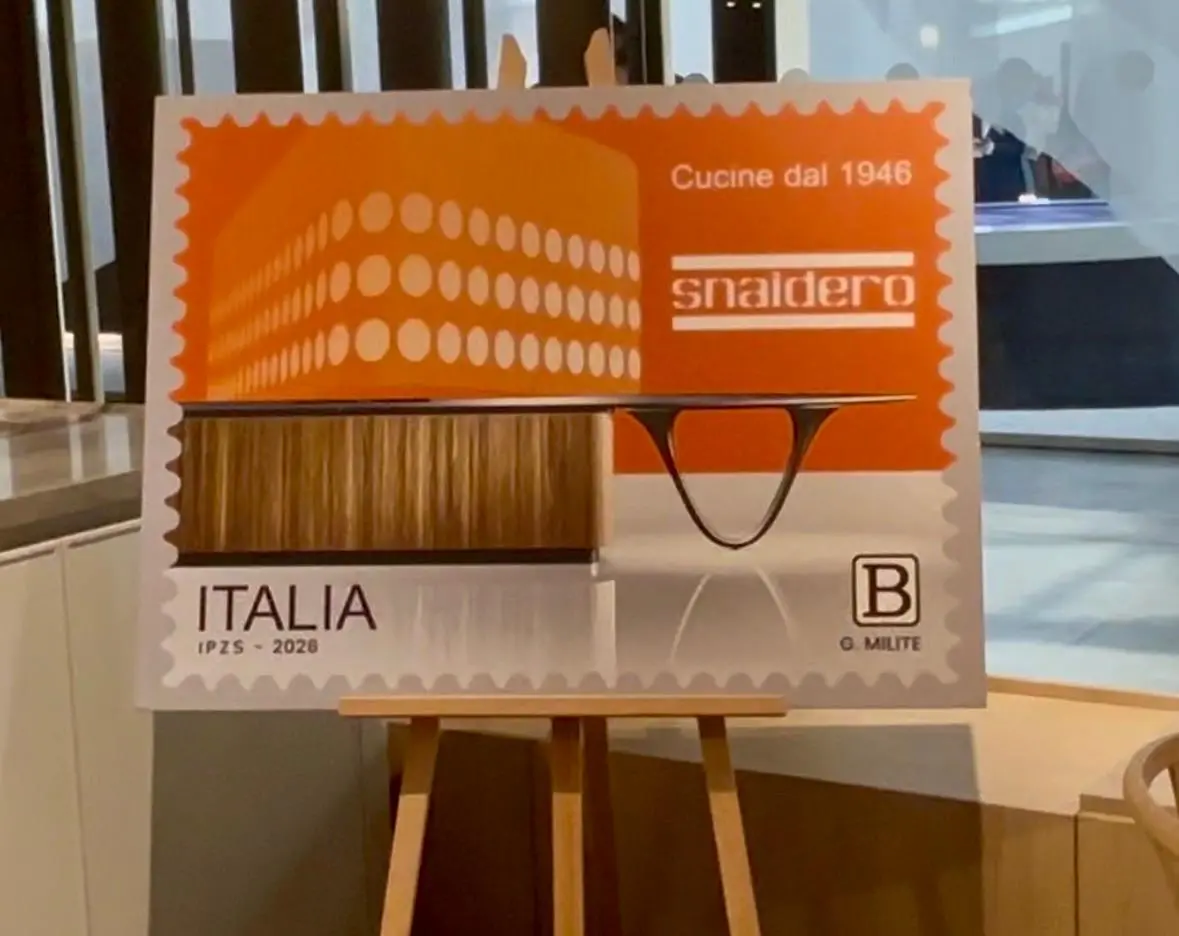 Cucine dal 1946
snaidero
ITALIA
IPZS - 2026
B
G. MILITE